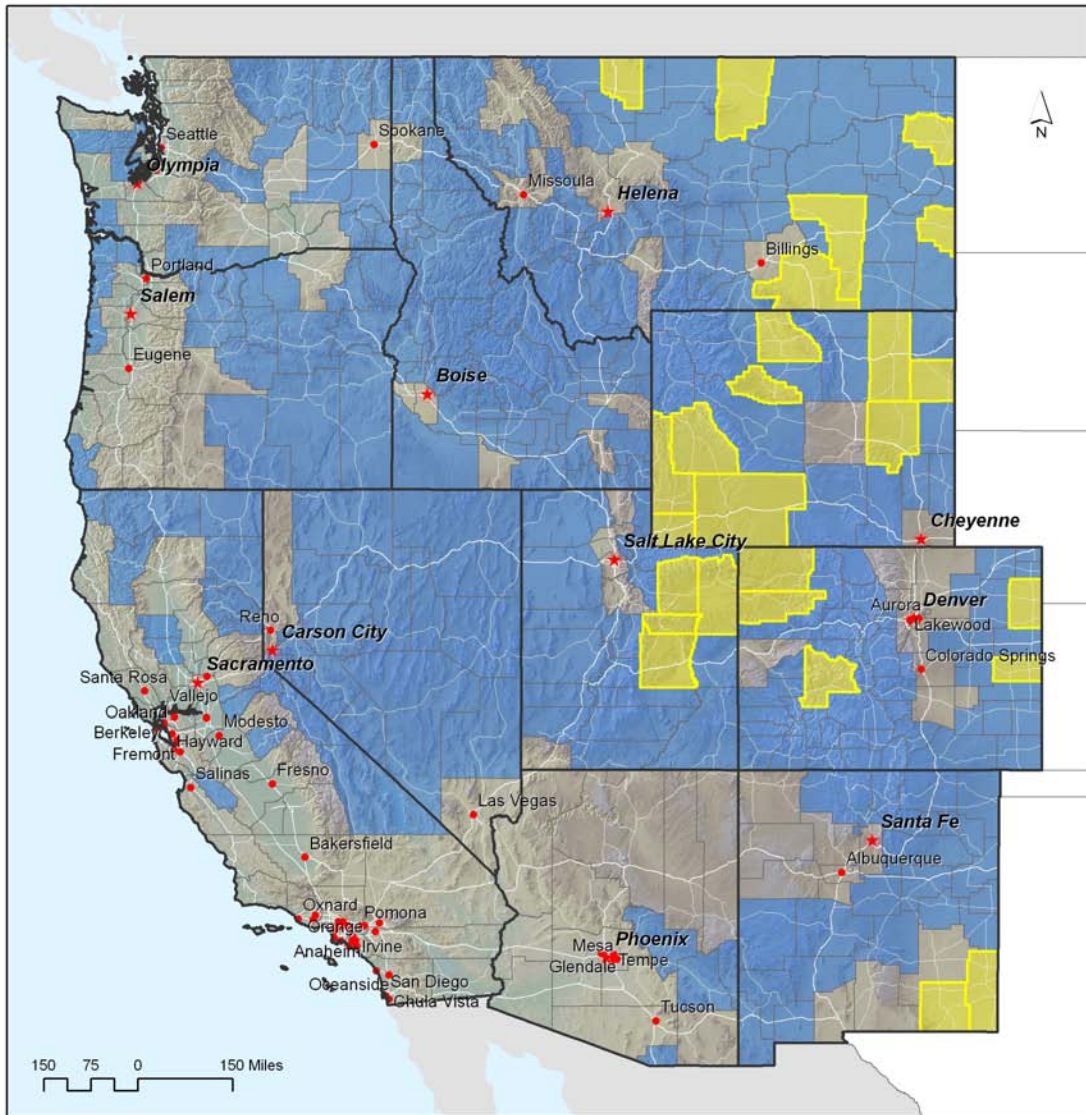 N
Seattle
Spokane
Olympia
Missoula
Helena
Billings
Portland
Salem
Eugene
Boise
Cheyenne
Salt Lake City
Reno
Carson City
Aurora
Denver
Lakewood
Colorado Springs
Sacramento
Santa Rosa
Vallejo
Oakland
Modesto
Berkeley
Hayward
Fremont
Salinas
Fresno
Las Vegas
Santa Fe
Bakersfield
Albuquerque
Oxnard
Pomona
Orange
Anaheim
Irvine
Phoenix
Mesa
Glendale
Tempe
Oceanside
San Diego
Chula Vista
Tucson
150 75 0 150 Miles